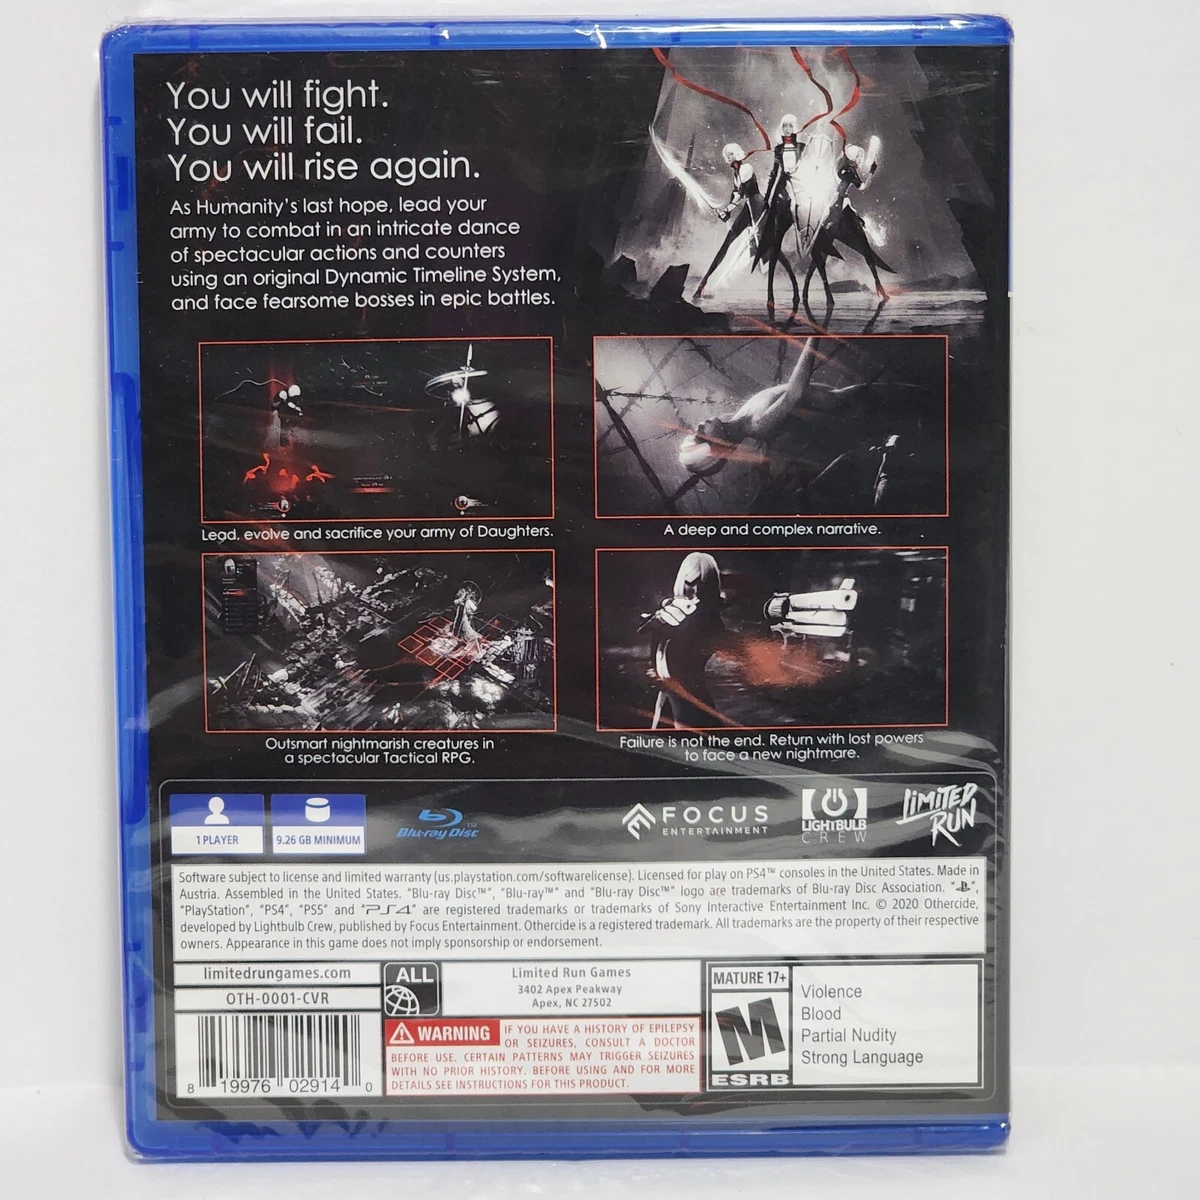 You will fight.
You will fail.
You will rise again.
As Humanity's last hope, lead your
army to combat in an intricate dance
of spectacular actions and counters
using an original Dynamic Timeline System,
and face fearsome bosses in epic battles.
Lead, evolve and sacrifice your army of Daughters.
A deep and complex narrative.
Outsmart nightmarish creatures in
a spectacular Tactical RPG.
Failure is not the end. Return with lost powers
to face a new nightmare.
1 PLAYER
9.26 GB MINIMUM
Blu-ray Disc™
FOCUS
ENTERTAINMENT
LIGHTBULB
CREW
LIMITED
RUN
Software subject to license and limited warranty (us.playstation.com/softwarelicense). Licensed for play on PS4™ consoles in the United States. Made in
Austria. Assembled in the United States. "Blu-ray Disc™", "Blu-ray™" and "Blu-ray Disc™" logo are trademarks of Blu-ray Disc Association. "PS",
"PlayStation", "PS4", "PS5" and "PS4" are registered trademarks or trademarks of Sony Interactive Entertainment Inc. © 2020 Othercide,
developed by Lightbulb Crew, published by Focus Entertainment. Othercide is a registered trademark. All trademarks are the property of their respective
owners. Appearance in this game does not imply sponsorship or endorsement.
limitedrungames.com
OTH-0001-CVR
8 19976 02914 0
ALL
Limited Run Games
3402 Apex Peakway
Apex, NC 27502
WARNING IF YOU HAVE A HISTORY OF EPILEPSY
OR SEIZURES, CONSULT A DOCTOR
BEFORE USE. CERTAIN PATTERNS MAY TRIGGER SEIZURES
WITH NO PRIOR HISTORY. BEFORE USING AND FOR MORE
DETAILS SEE INSTRUCTIONS FOR THIS PRODUCT.
MATURE 17+
M
ESRB
Violence
Blood
Partial Nudity
Strong Language